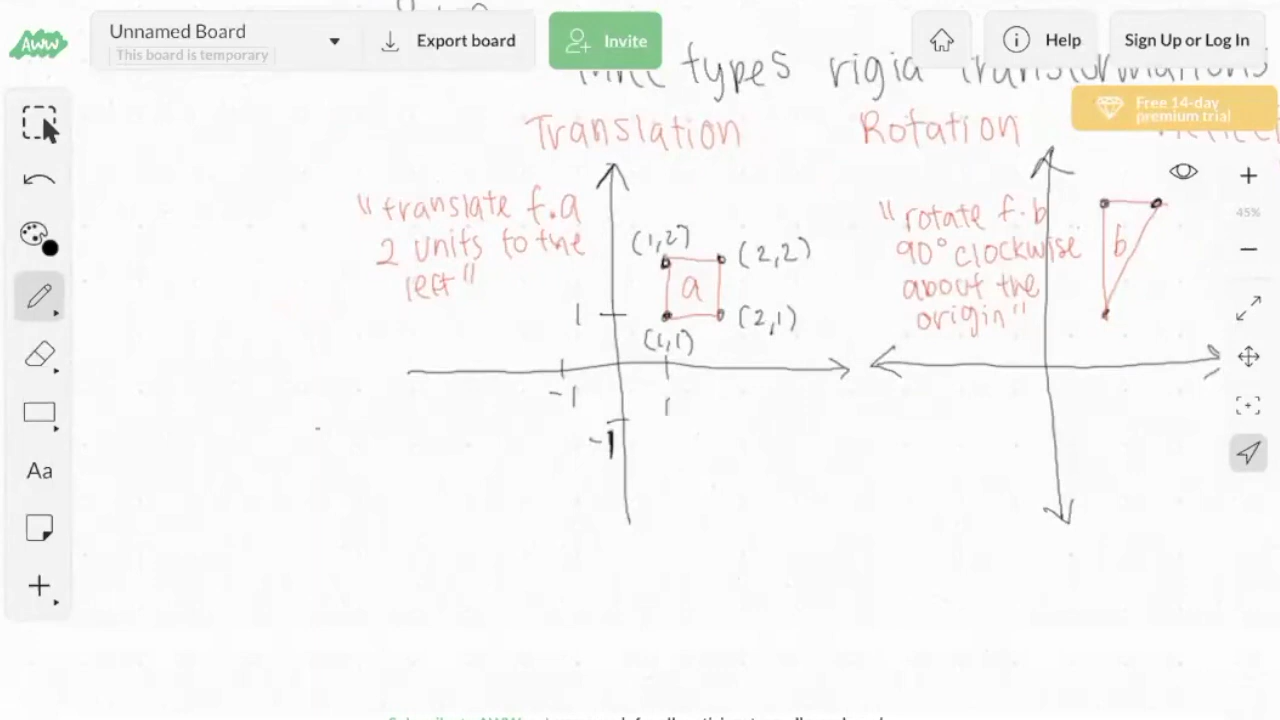 AWW
Unnamed Board
This board is temporary
Export board
Invite
Help
Sign Up or Log In
types rigid transformations
Free 14-day
premium trial
Translation
Rotation
"translate f.a
2 units to the
left"
(1,2)
(2,2)
a
1
(2,1)
(1,1)
-1
1
-1
"rotate f.b
90° clockwise
about the
origin"
b
45%
Aa